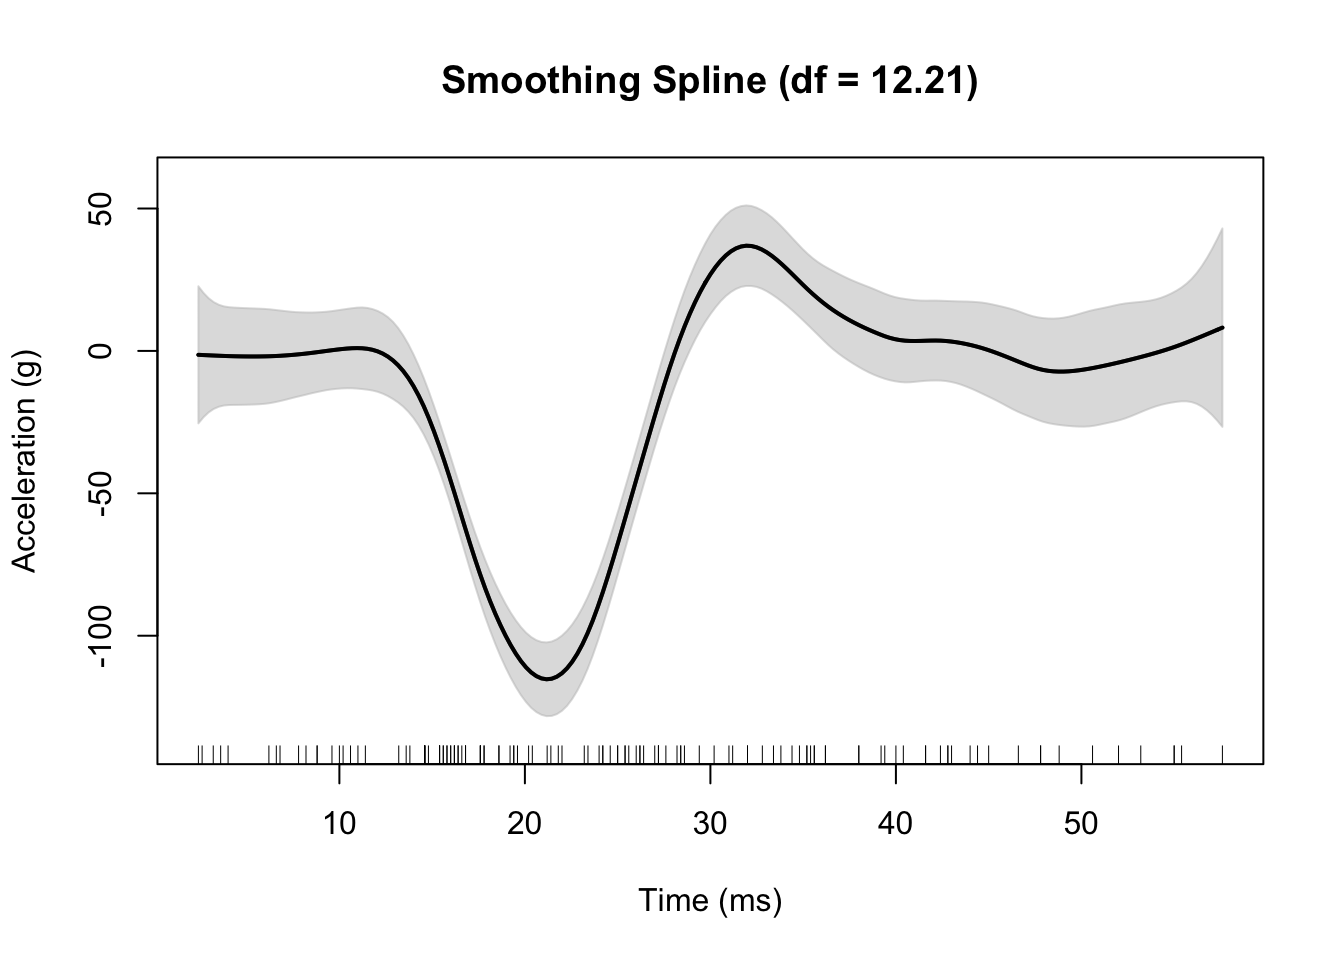 Smoothing Spline (df = 12.21)
50
0
-50
-100
Acceleration (g)
10 20 30 40 50
Time (ms)